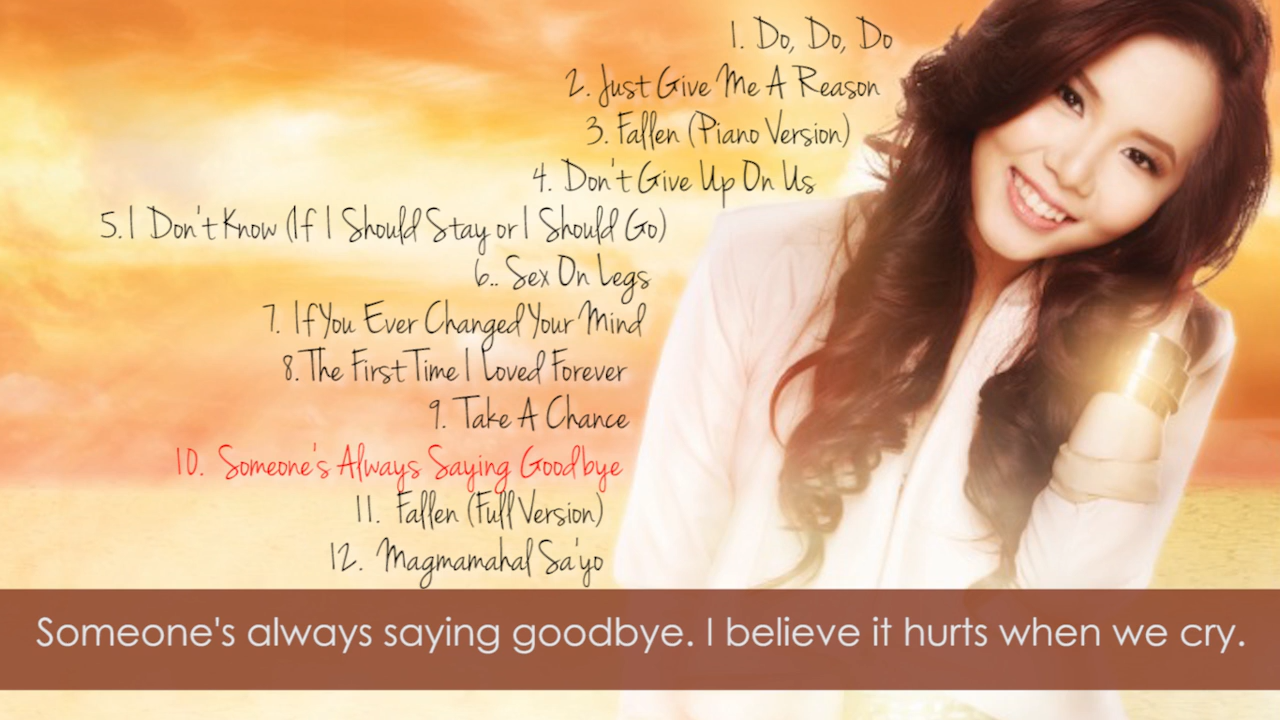 1. Do, Do, Do
2. Just Give Me A Reason
3. Fallen (Piano Version)
4. Don't Give Up On Us
5. I Don't Know (If I Should Stay or I Should Go)
6.. Sex On Legs
7. If You Ever Changed Your Mind
8. The First Time I Loved Forever
9. Take A Chance
10. Someone's Always Saying Goodbye
11. Fallen (Full Version)
12. Magmamahal Sa'yo
Someone's always saying goodbye. I believe it hurts when we cry.